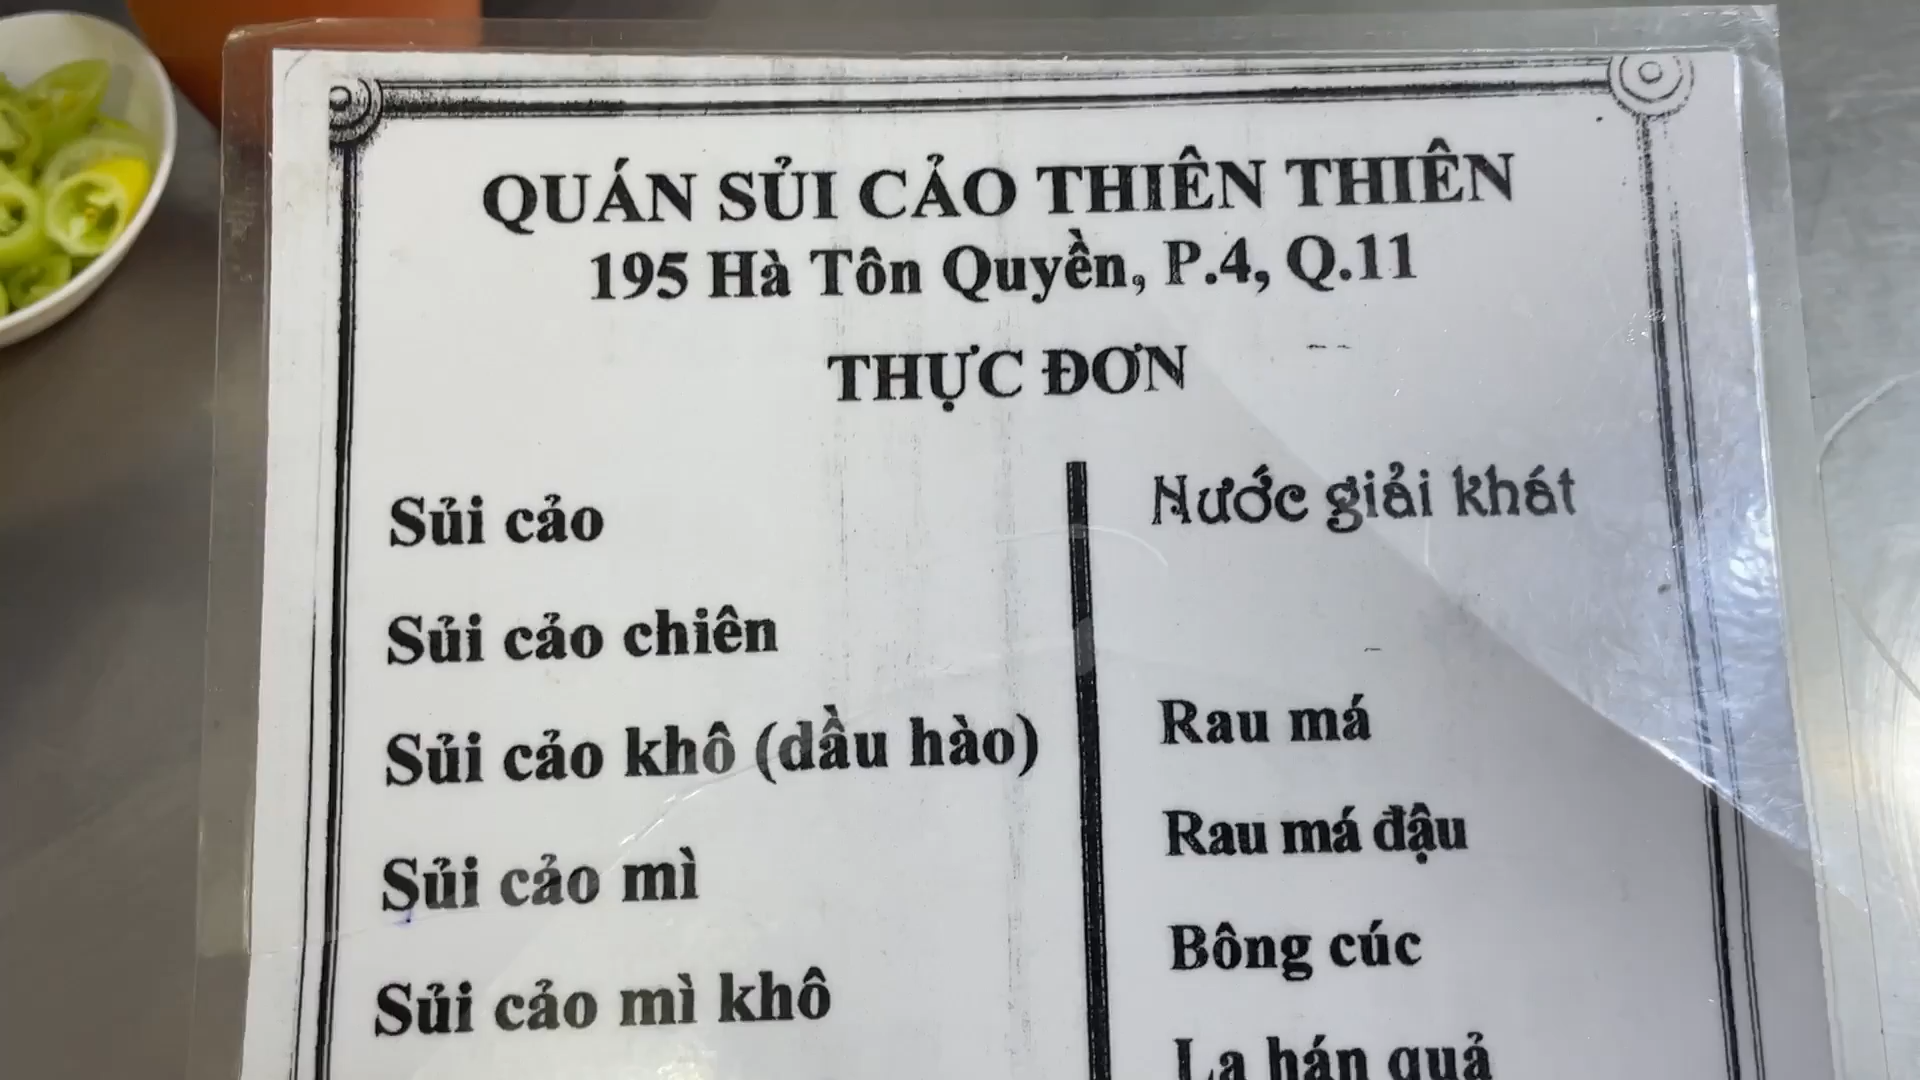 QUÁN SỦI CẢO THIÊN THIÊN
195 Hà Tôn Quyền, P.4, Q.11
THỰC ĐƠN
Sủi cảo
Sủi cảo chiên
Sủi cảo khô (dầu hào)
Sủi cảo mì
Sủi cảo mì khô
Nước giải khát
Rau má
Rau má đậu
Bông cúc
La hán quả